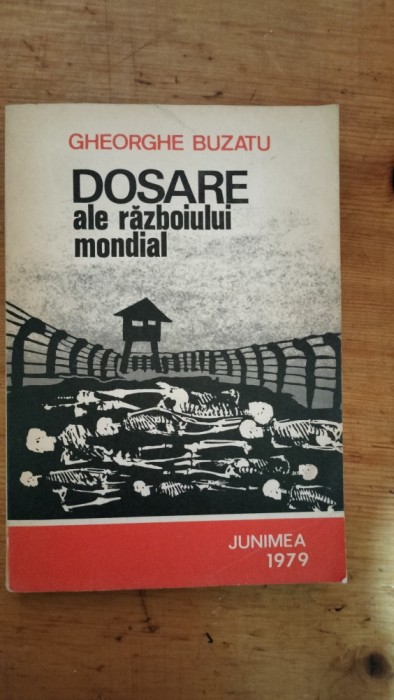 GHEORGHE BUZATU
DOSARE
ale războiului
mondial
JUNIMEA
1979